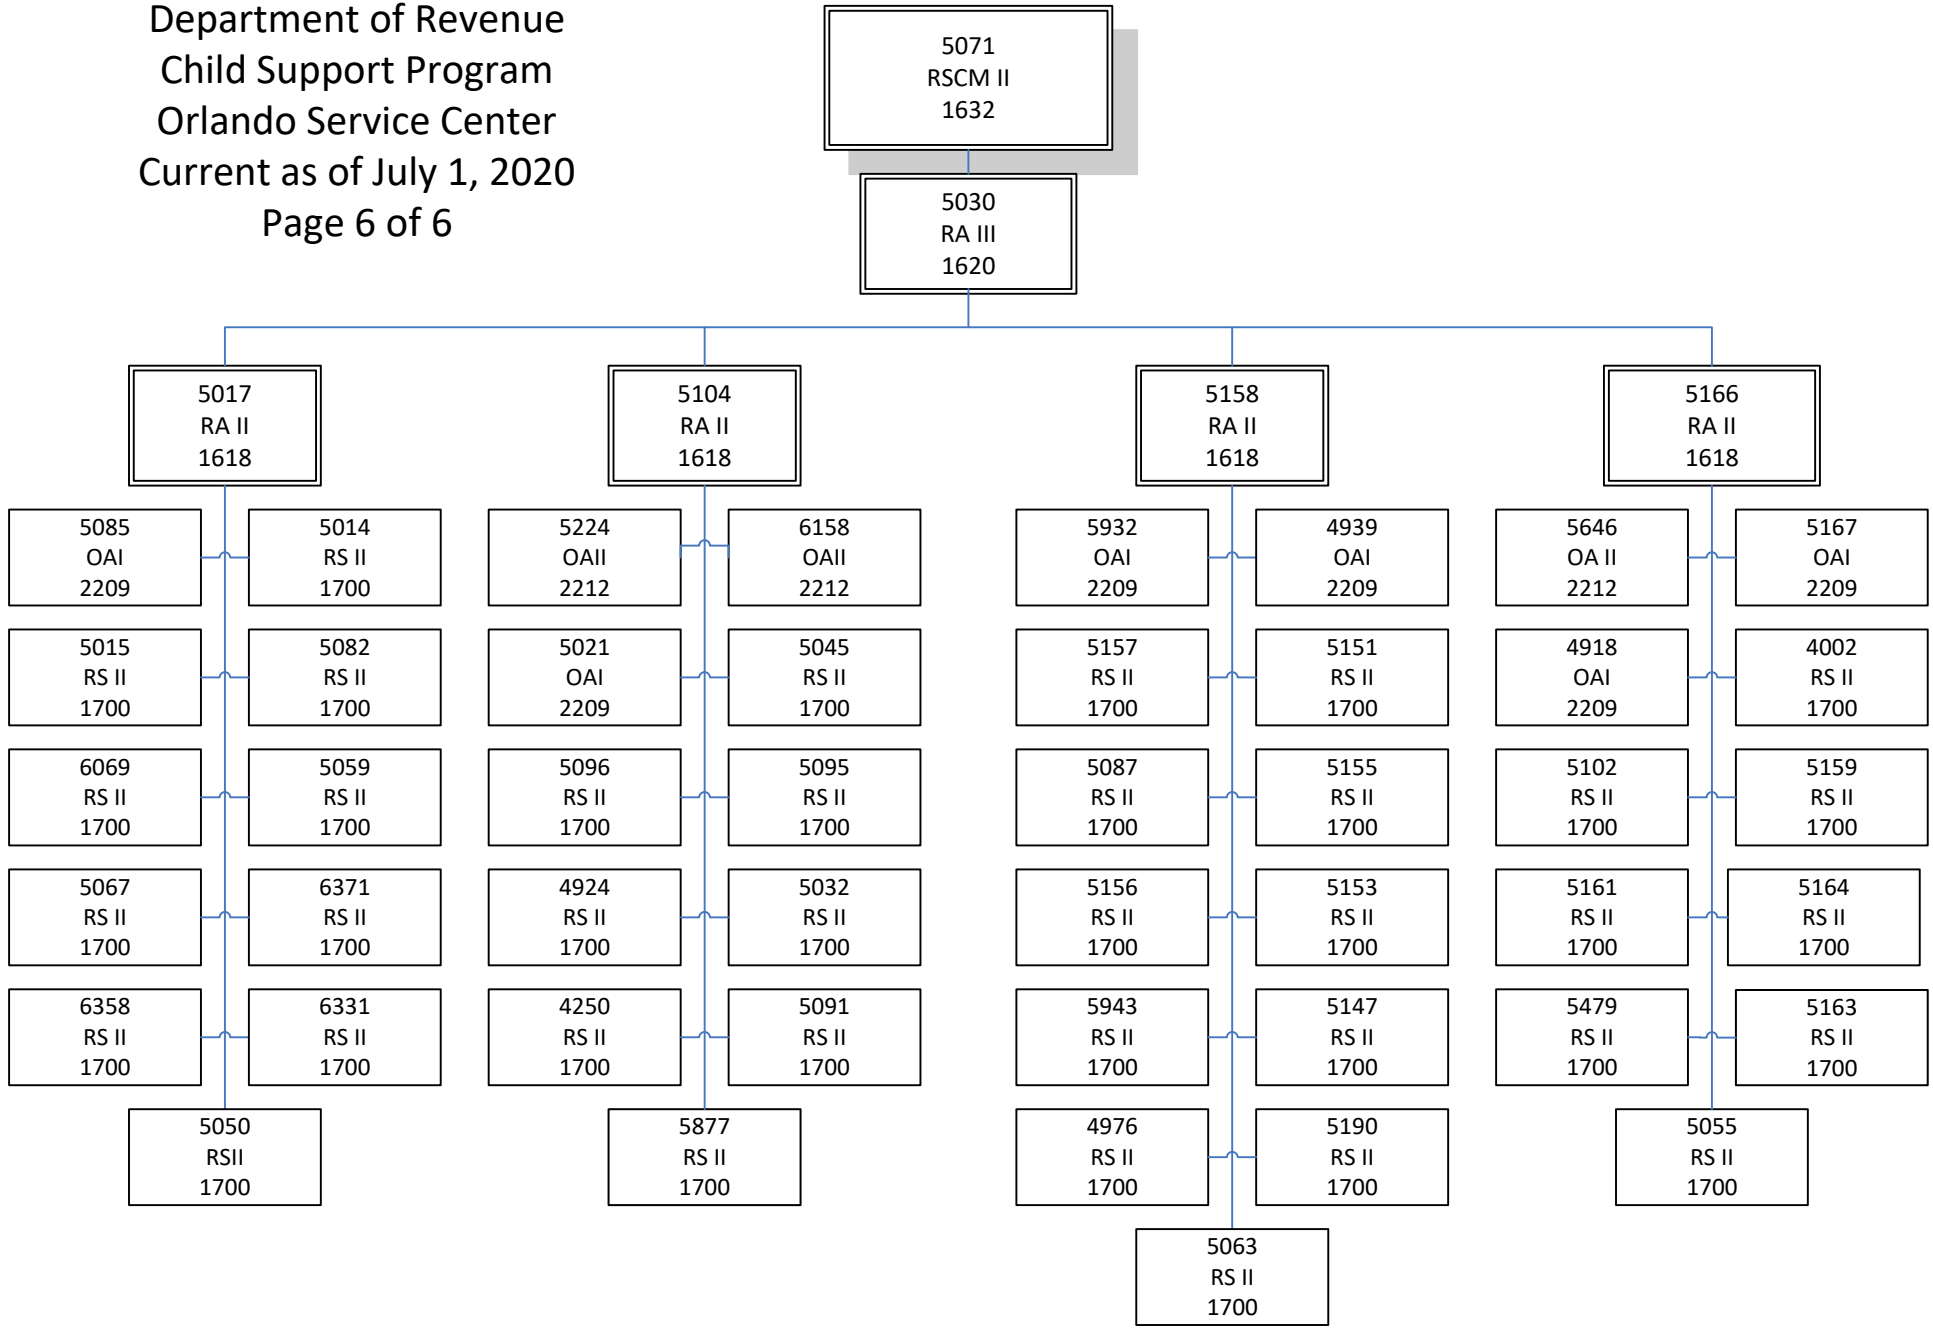 Department of Revenue
Child Support Program
Orlando Service Center
Current as of July 1, 2020
Page 6 of 6
5071
RSCM II
1632
5030
RA III
1620
5017
RA II
1618
5104
RA II
1618
5158
RA II
1618
5166
RA II
1618
5085
OAI
2209
5014
RS II
1700
5015
RS II
1700
5082
RS II
1700
6069
RS II
1700
5059
RS II
1700
5067
RS II
1700
6371
RS II
1700
6358
RS II
1700
6331
RS II
1700
5050
RSII
1700
5224
OAII
2212
6158
OAII
2212
5021
OAI
2209
5045
RS II
1700
5096
RS II
1700
5095
RS II
1700
4924
RS II
1700
5032
RS II
1700
4250
RS II
1700
5091
RS II
1700
5877
RS II
1700
5932
OAI
2209
4939
OAI
2209
5157
RS II
1700
5151
RS II
1700
5087
RS II
1700
5155
RS II
1700
5156
RS II
1700
5153
RS II
1700
5943
RS II
1700
5147
RS II
1700
4976
RS II
1700
5190
RS II
1700
5063
RS II
1700
5646
OA II
2212
5167
OAI
2209
4918
OAI
2209
4002
RS II
1700
5102
RS II
1700
5159
RS II
1700
5161
RS II
1700
5164
RS II
1700
5479
RS II
1700
5163
RS II
1700
5055
RS II
1700